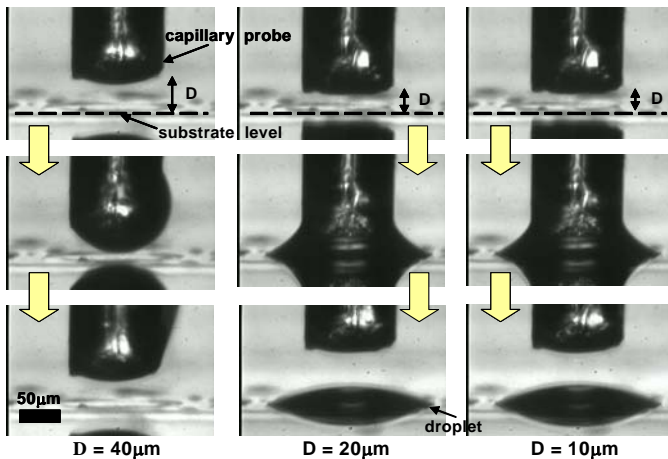 capillary probe
D
D
D
substrate level
50μm
droplet
D = 40μm
D = 20μm
D = 10μm